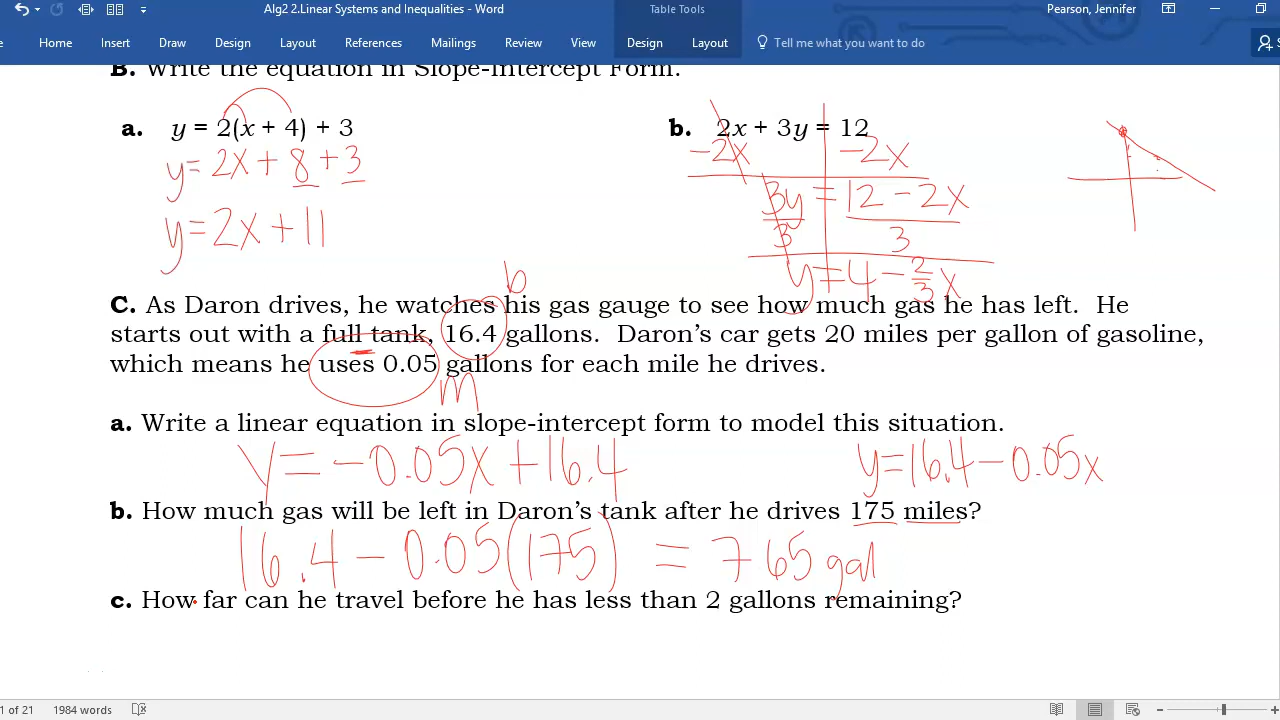 Alg2 2.Linear Systems and Inequalities - Word
Table Tools
Pearson, Jennifer
Home Insert Draw Design Layout References Mailings Review View Design Layout Tell me what you want to do
B. Write the equation in Slope-Intercept Form.
a. y = 2(x + 4) + 3
b. 2x + 3y = 12
y = 2x + 8 + 3
-2x -2x
3y = 12 - 2x
3 3
y = 2x + 11
y = 4 - 2/3 x
b
C. As Daron drives, he watches his gas gauge to see how much gas he has left. He
starts out with a full tank, 16.4 gallons. Daron's car gets 20 miles per gallon of gasoline,
which means he uses 0.05 gallons for each mile he drives.
m
a. Write a linear equation in slope-intercept form to model this situation.
y = -0.05x + 16.4 y = 16.4 - 0.05x
b. How much gas will be left in Daron's tank after he drives 175 miles?
16.4 - 0.05(175) = 7.65 gal
c. How far can he travel before he has less than 2 gallons remaining?
1 of 21 1984 words